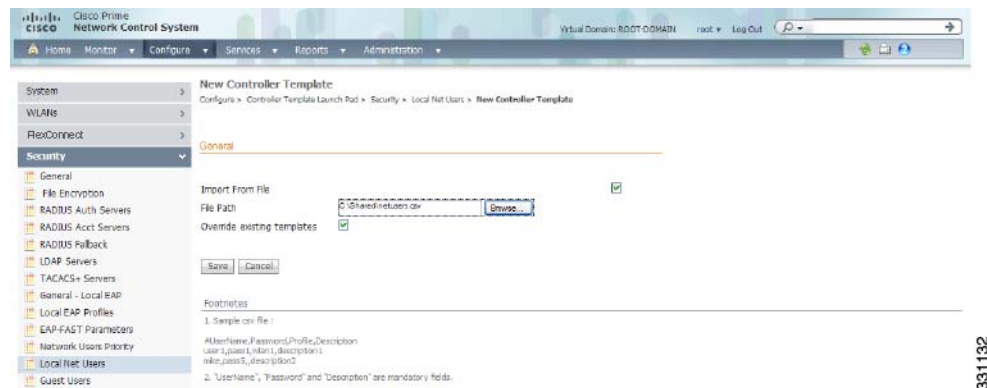 CISCO
Cisco Prime
Network Control System
Virtual Domain: ROOT-DOMAIN root Log Out
Home Monitor Configure Services Reports Administration
System
WLANs
FlexConnect
Security
General
File Encryption
RADIUS Auth Servers
RADIUS Acct Servers
RADIUS Fallback
LDAP Servers
TACACS+ Servers
General - Local EAP
Local EAP Profiles
EAP-FAST Parameters
Network Users Priority
Local Net Users
Guest Users
New Controller Template
Configure > Controller Template Launch Pad > Security > Local Net Users > New Controller Template
General
Import From File
File Path C:\Shared\netusers.csv Browse...
Override existing templates
Save Cancel
Footnotes
1. Sample csv file :
#UserName,Password,Profile,Description
user1,pass1,wlan1,description1
mike,pass5,,description2
2. "UserName", "Password" and "Description" are mandatory fields.
331132